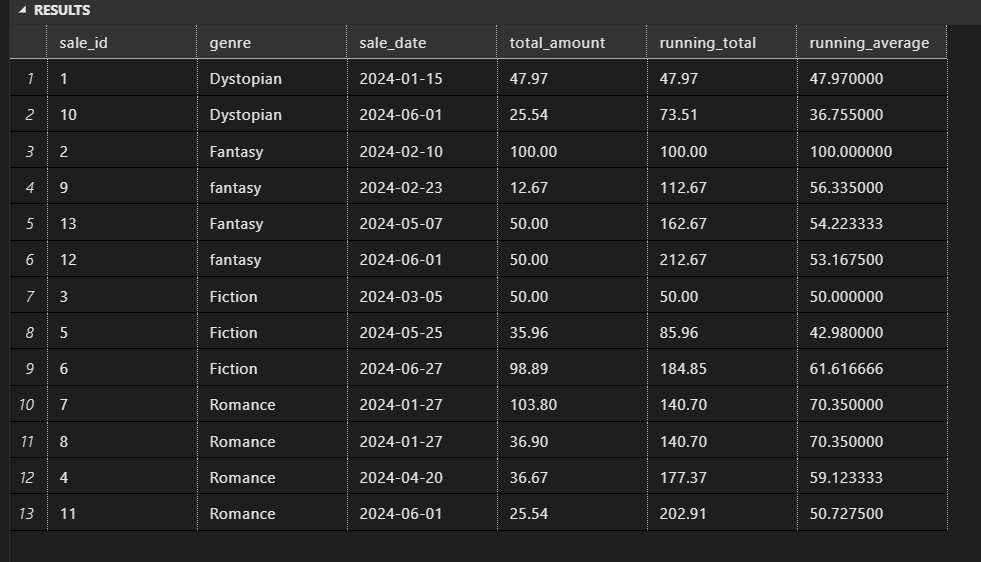 RESULTS
sale_id genre sale_date total_amount running_total running_average
1 1 Dystopian 2024-01-15 47.97 47.97 47.970000
2 10 Dystopian 2024-06-01 25.54 73.51 36.755000
3 2 Fantasy 2024-02-10 100.00 100.00 100.000000
4 9 fantasy 2024-02-23 12.67 112.67 56.335000
5 13 Fantasy 2024-05-07 50.00 162.67 54.223333
6 12 fantasy 2024-06-01 50.00 212.67 53.167500
7 3 Fiction 2024-03-05 50.00 50.00 50.000000
8 5 Fiction 2024-05-25 35.96 85.96 42.980000
9 6 Fiction 2024-06-27 98.89 184.85 61.616666
10 7 Romance 2024-01-27 103.80 140.70 70.350000
11 8 Romance 2024-01-27 36.90 140.70 70.350000
12 4 Romance 2024-04-20 36.67 177.37 59.123333
13 11 Romance 2024-06-01 25.54 202.91 50.727500